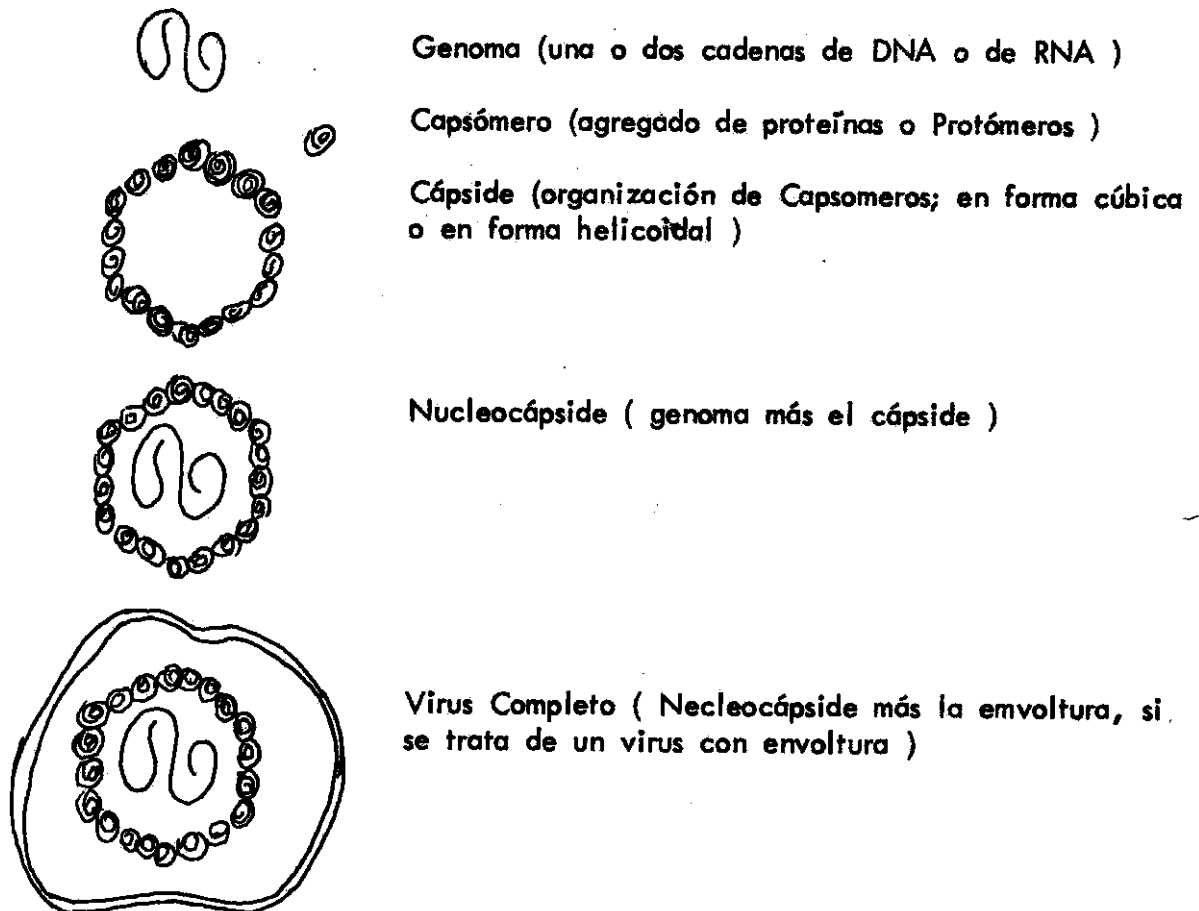 Genoma (una o dos cadenas de DNA o de RNA )
Capsómero (agregado de proteínas o Protómeros )
Cápside (organización de Capsomeros; en forma cúbica
o en forma helicoidal )
Nucleocápside ( genoma más el cápside )
Virus Completo ( Necleocápside más la emvoltura, si
se trata de un virus con envoltura )